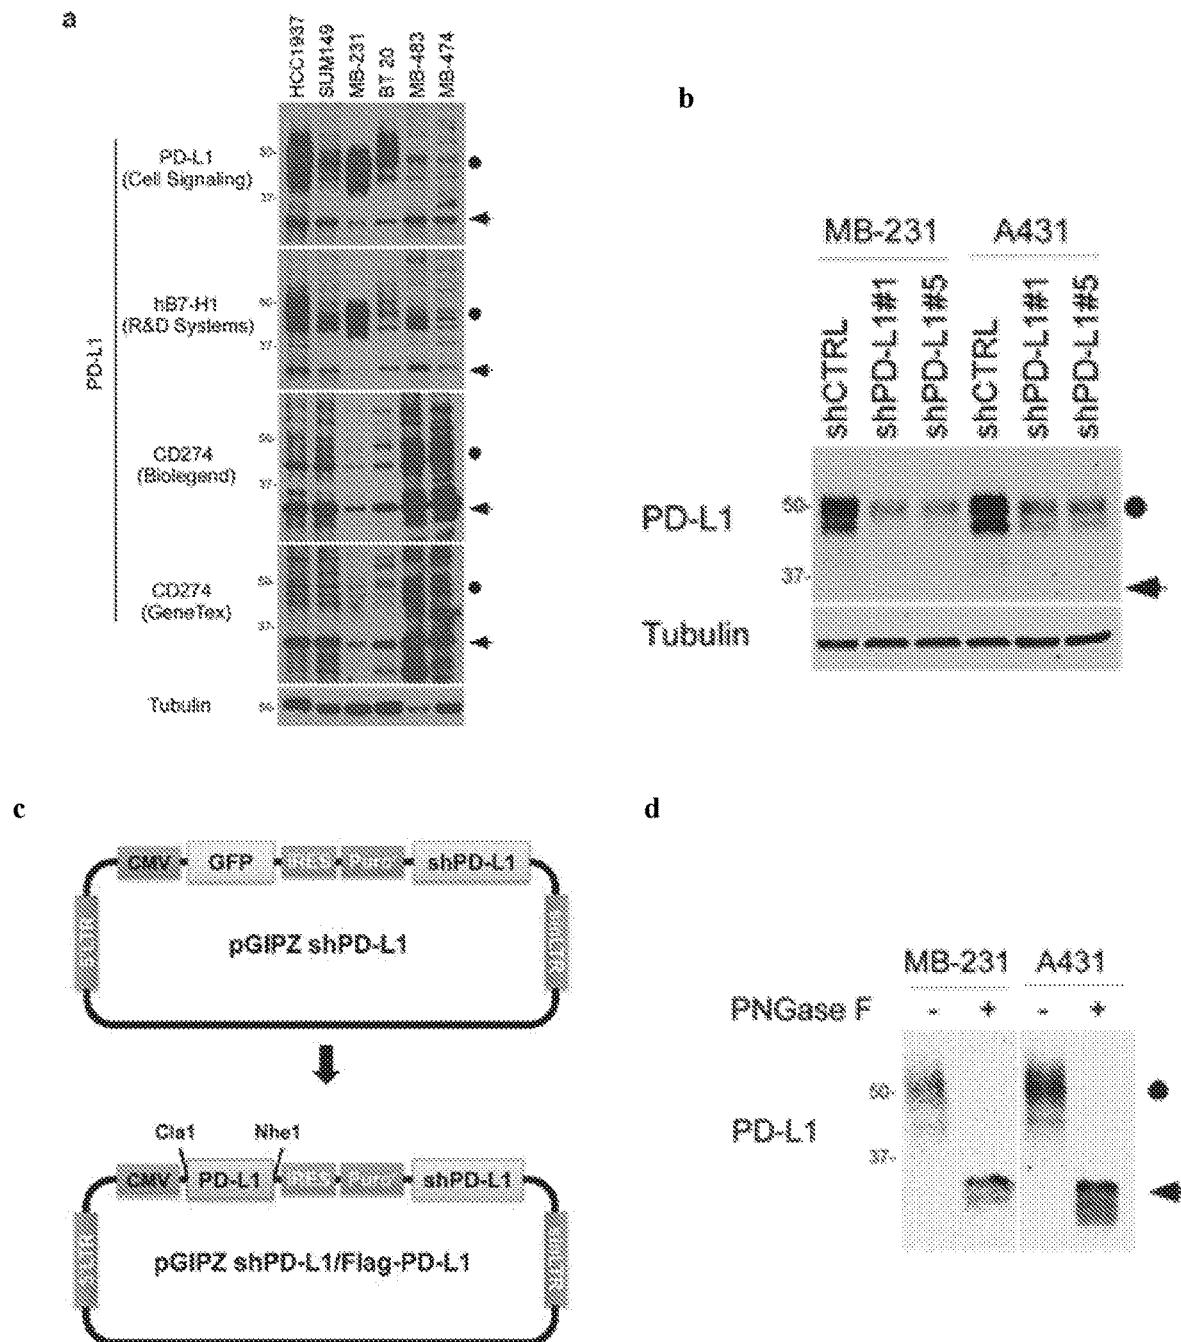 a
HCC1937
SUM149
MB-231
BT 20
MB-483
MB-474
PD-L1
PD-L1
(Cell Signaling)
50-
37-
hB7-H1
(R&D Systems)
50-
37-
CD274
(Biolegend)
50-
37-
CD274
(GeneTex)
50-
37-
Tubulin
50-
b
MB-231 A431
shCTRL
shPD-L1#1
shPD-L1#5
shCTRL
shPD-L1#1
shPD-L1#5
PD-L1
50-
37-
Tubulin
c
CMV GFP IRES Puro shPD-L1
pGIPZ shPD-L1
Cla1 Nhe1
CMV PD-L1 IRES Puro shPD-L1
pGIPZ shPD-L1/Flag-PD-L1
d
MB-231 A431
PNGase F - + - +
PD-L1
50-
37-